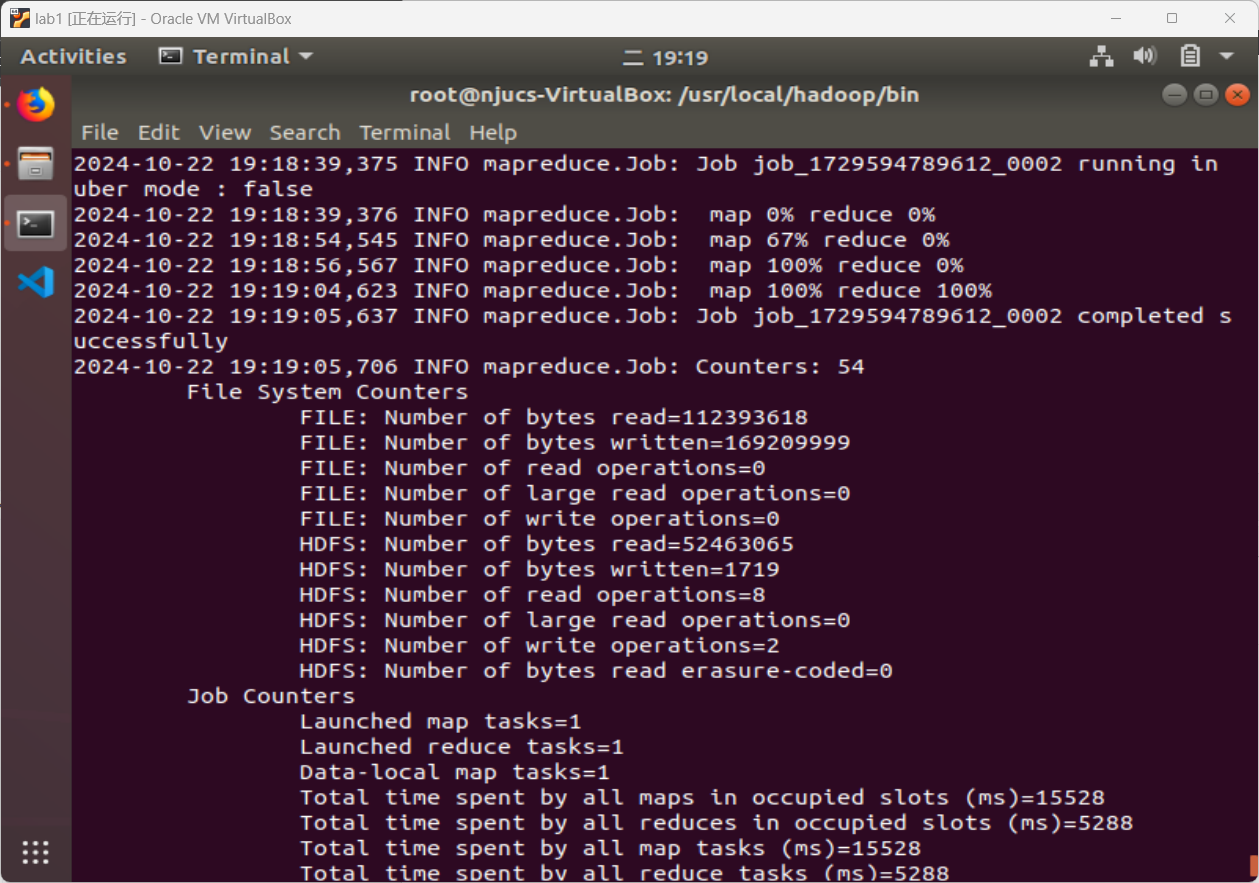 lab1 [正在运行] - Oracle VM VirtualBox
Activities Terminal 二 19:19
root@njucs-VirtualBox: /usr/local/hadoop/bin
File Edit View Search Terminal Help
2024-10-22 19:18:39,375 INFO mapreduce.Job: Job job_1729594789612_0002 running in
uber mode : false
2024-10-22 19:18:39,376 INFO mapreduce.Job:  map 0% reduce 0%
2024-10-22 19:18:54,545 INFO mapreduce.Job:  map 67% reduce 0%
2024-10-22 19:18:56,567 INFO mapreduce.Job:  map 100% reduce 0%
2024-10-22 19:19:04,623 INFO mapreduce.Job:  map 100% reduce 100%
2024-10-22 19:19:05,637 INFO mapreduce.Job: Job job_1729594789612_0002 completed s
uccessfully
2024-10-22 19:19:05,706 INFO mapreduce.Job: Counters: 54
File System Counters
FILE: Number of bytes read=112393618
FILE: Number of bytes written=169209999
FILE: Number of read operations=0
FILE: Number of large read operations=0
FILE: Number of write operations=0
HDFS: Number of bytes read=52463065
HDFS: Number of bytes written=1719
HDFS: Number of read operations=8
HDFS: Number of large read operations=0
HDFS: Number of write operations=2
HDFS: Number of bytes read erasure-coded=0
Job Counters
Launched map tasks=1
Launched reduce tasks=1
Data-local map tasks=1
Total time spent by all maps in occupied slots (ms)=15528
Total time spent by all reduces in occupied slots (ms)=5288
Total time spent by all map tasks (ms)=15528
Total time spent by all reduce tasks (ms)=5288